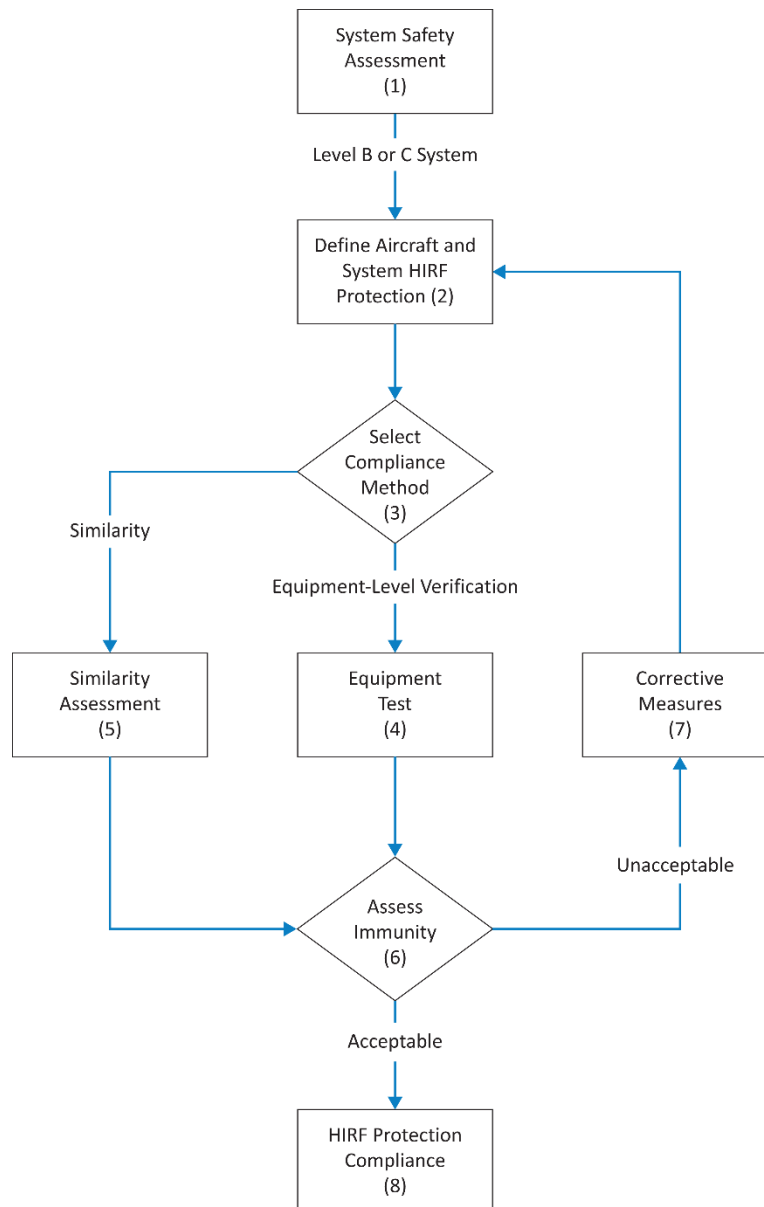 System Safety
Assessment
(1)
Level B or C System
Define Aircraft and
System HIRF
Protection (2)
Select
Compliance
Method
(3)
Similarity
Equipment-Level Verification
Similarity
Assessment
(5)
Equipment
Test
(4)
Corrective
Measures
(7)
Unacceptable
Assess
Immunity
(6)
Acceptable
HIRF Protection
Compliance
(8)